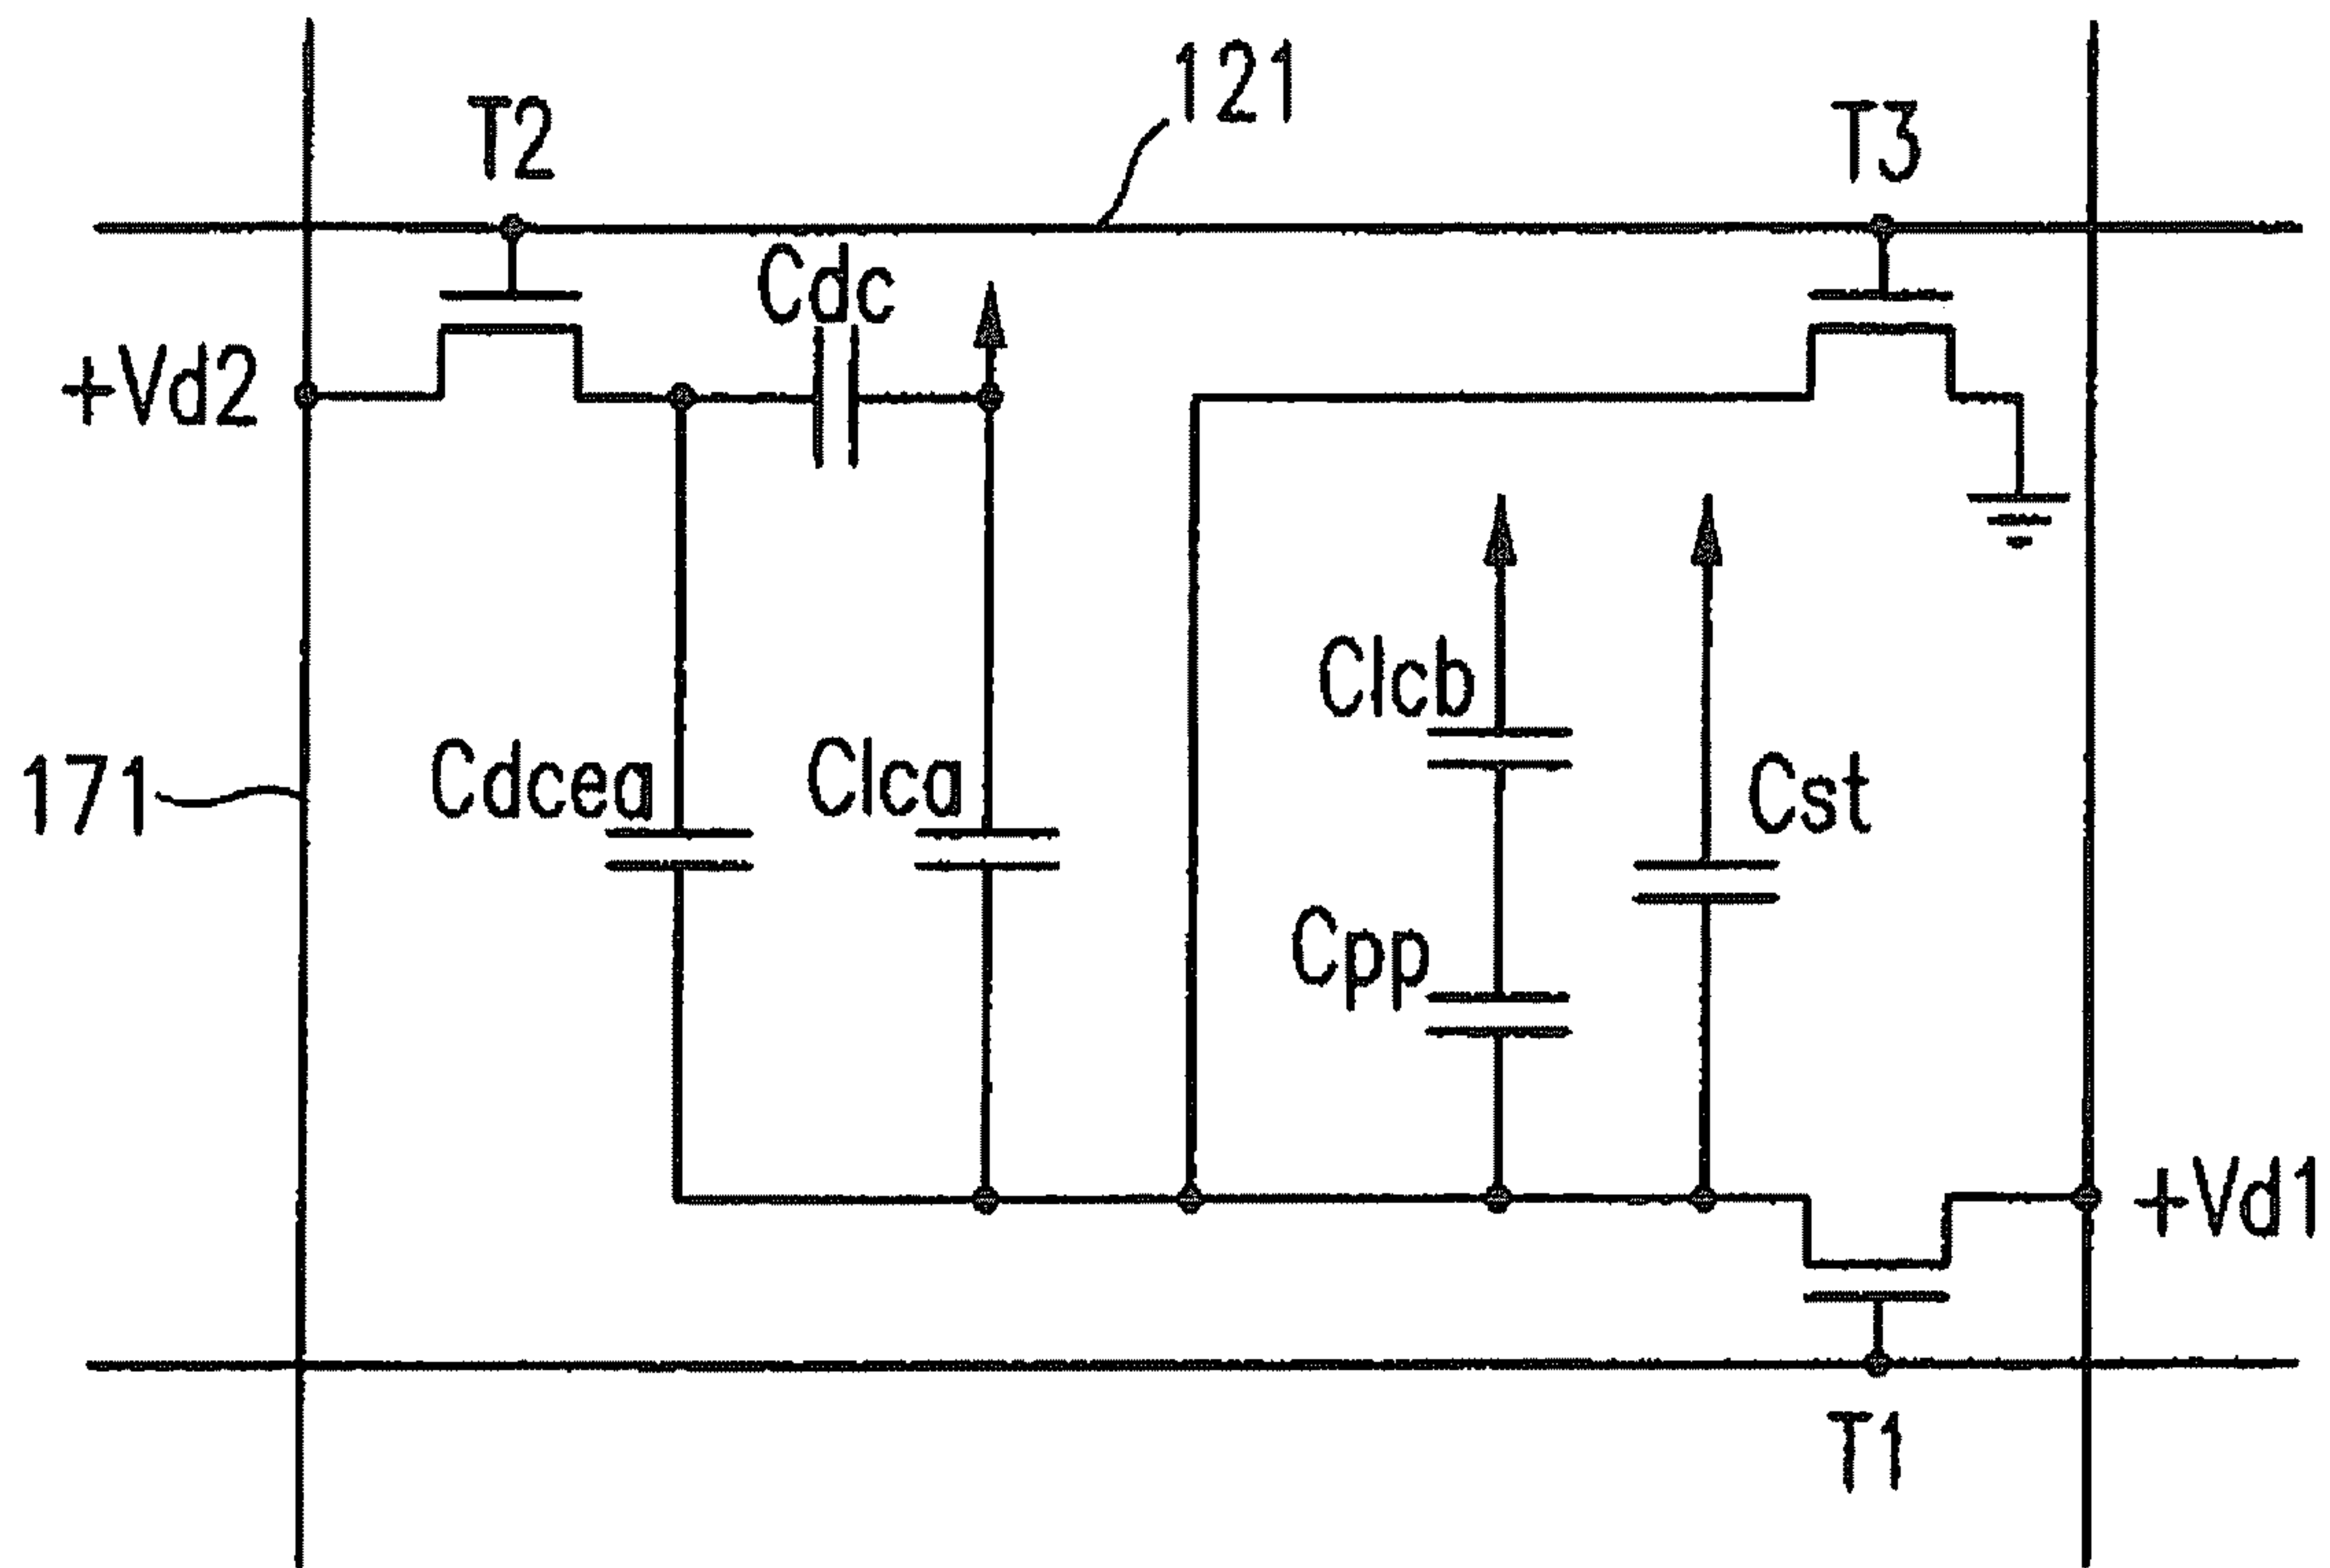 121
T2
T3
Cdc
+Vd2
Clcb
171
Cdcea
Clca
Cst
Cpp
+Vd1
T1